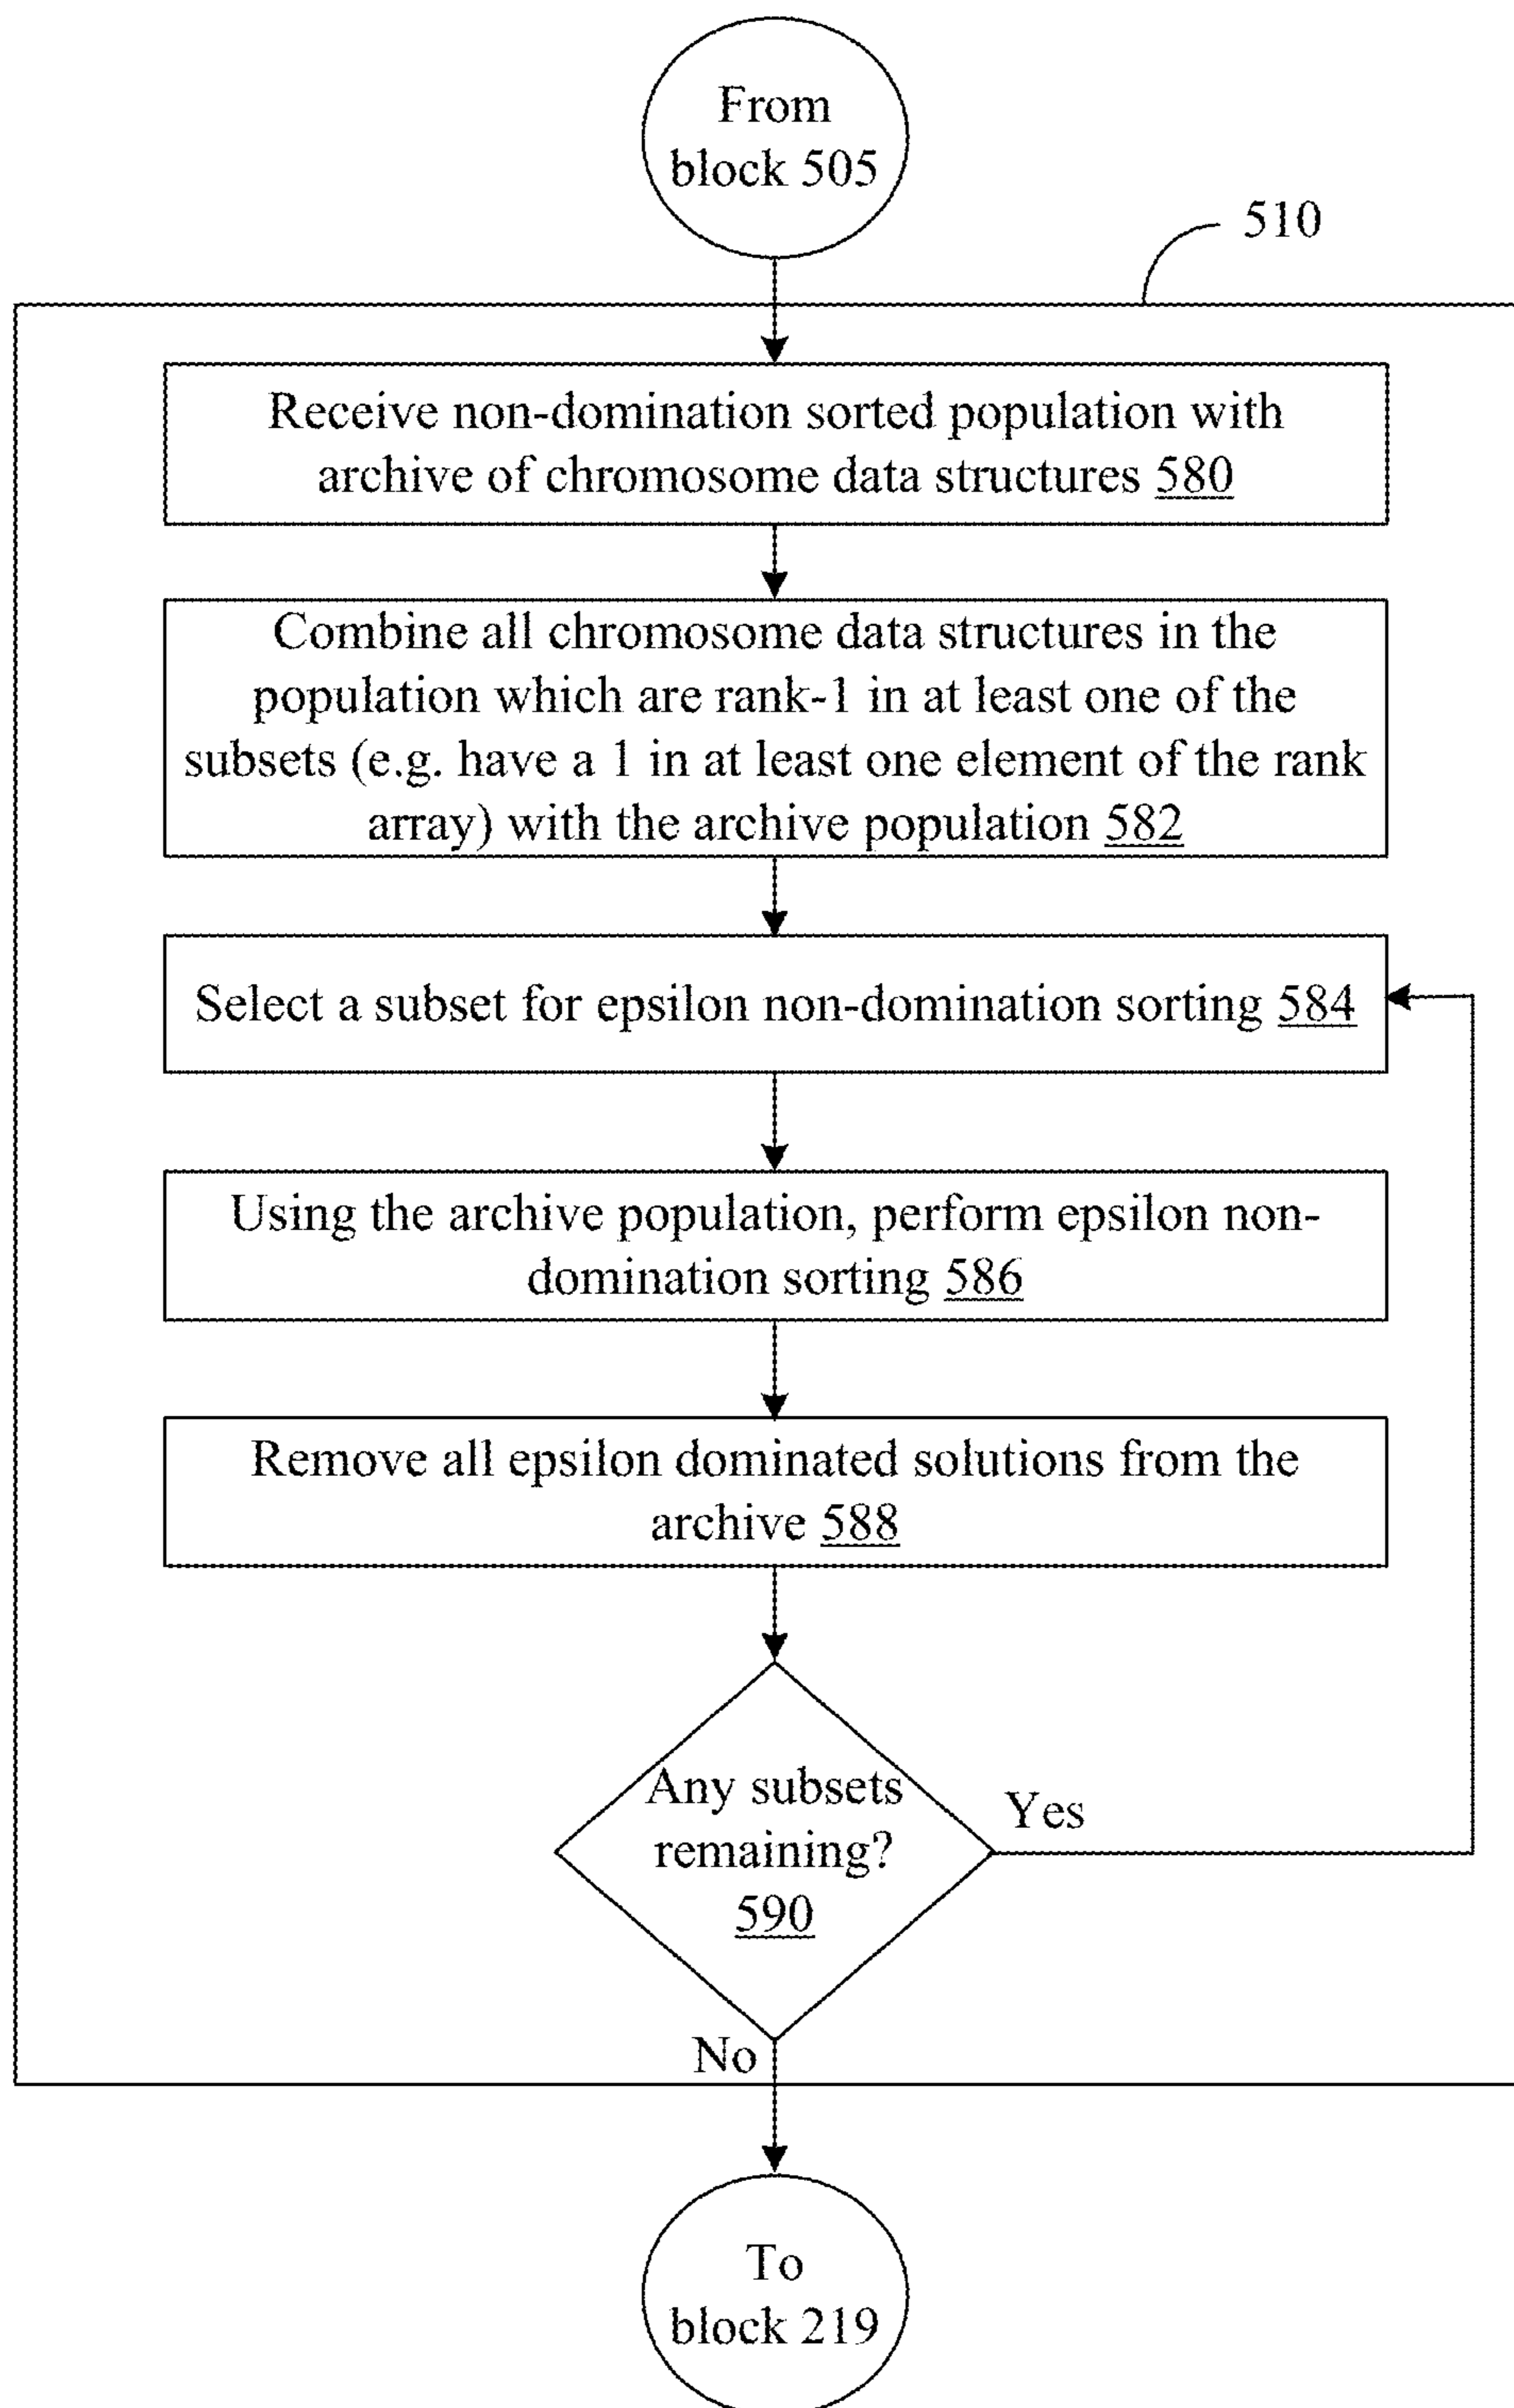 From
block 505
510
Receive non-domination sorted population with
archive of chromosome data structures 580
Combine all chromosome data structures in the
population which are rank-1 in at least one of the
subsets (e.g. have a 1 in at least one element of the rank
array) with the archive population 582
Select a subset for epsilon non-domination sorting 584
Using the archive population, perform epsilon non-
domination sorting 586
Remove all epsilon dominated solutions from the
archive 588
Any subsets
remaining?
590
Yes
No
To
block 219